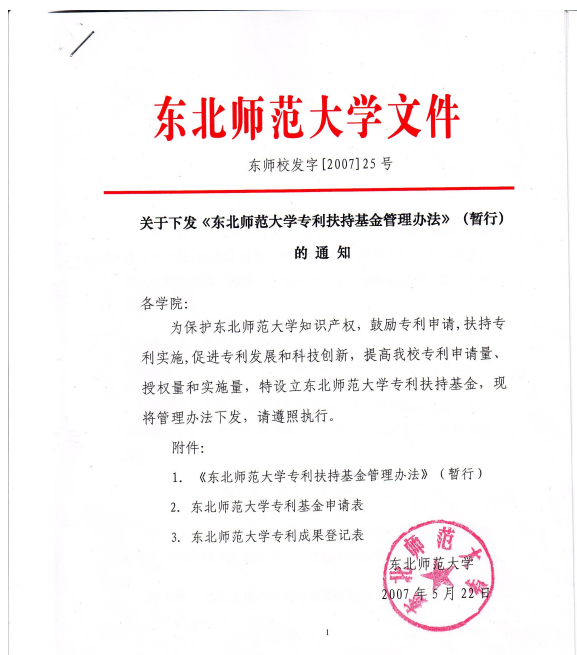 东北师范大学文件
东师校发字[2007]25 号
关于下发《东北师范大学专利扶持基金管理办法》（暂行）
的 通 知
各学院：
为保护东北师范大学知识产权，鼓励专利申请,扶持专
利实施,促进专利发展和科技创新，提高我校专利申请量、
授权量和实施量，特设立东北师范大学专利扶持基金，现
将管理办法下发，请遵照执行。
附件：
1. 《东北师范大学专利扶持基金管理办法》（暂行）
2. 东北师范大学专利基金申请表
3. 东北师范大学专利成果登记表
东北师范大学
东北师范大学
2007 年 5 月 22 日
1